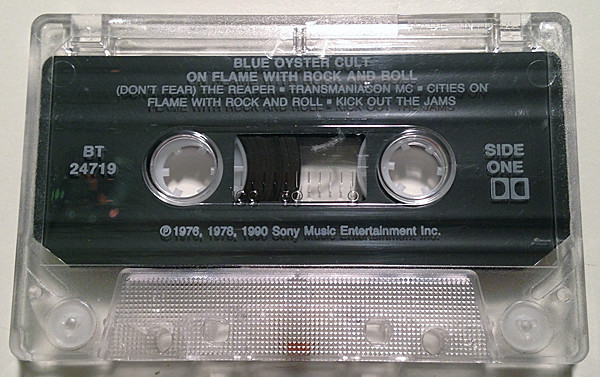 BLUE OYSTER CULT
ON FLAME WITH ROCK AND ROLL
(DON'T FEAR) THE REAPER ▪ TRANSMANIACON MC ▪ CITIES ON
FLAME WITH ROCK AND ROLL ▪ KICK OUT THE JAMS
BT
24719
SIDE
ONE
℗ 1976, 1978, 1990 Sony Music Entertainment Inc.